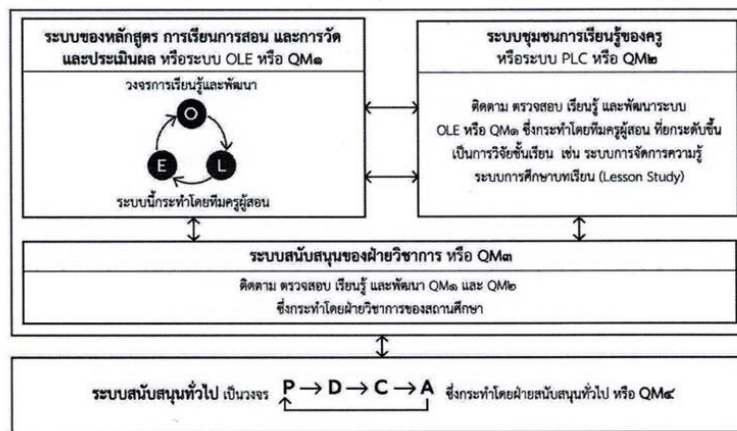 ระบบของหลักสูตร การเรียนการสอน และการวัด
และประเมินผล หรือระบบ OLE หรือ QM๑
วงจรการเรียนรู้และพัฒนา
O
E
L
ระบบนี้กระทำโดยทีมครูผู้สอน
ระบบชุมชนการเรียนรู้ของครู
หรือระบบ PLC หรือ QM๒
ติดตาม ตรวจสอบ เรียนรู้ และพัฒนาระบบ
OLE หรือ QM๑ ซึ่งกระทำโดยทีมครูผู้สอน ที่ยกระดับขึ้น
เป็นการวิจัยชั้นเรียน เช่น ระบบการจัดการความรู้
ระบบการศึกษาบทเรียน (Lesson Study)
ระบบสนับสนุนของฝ่ายวิชาการ หรือ QM๓
ติดตาม ตรวจสอบ เรียนรู้ และพัฒนา QM๑ และ QM๒
ซึ่งกระทำโดยฝ่ายวิชาการของสถานศึกษา
ระบบสนับสนุนทั่วไป เป็นวงจร P → D → C → A ซึ่งกระทำโดยฝ่ายสนับสนุนทั่วไป หรือ QM๔